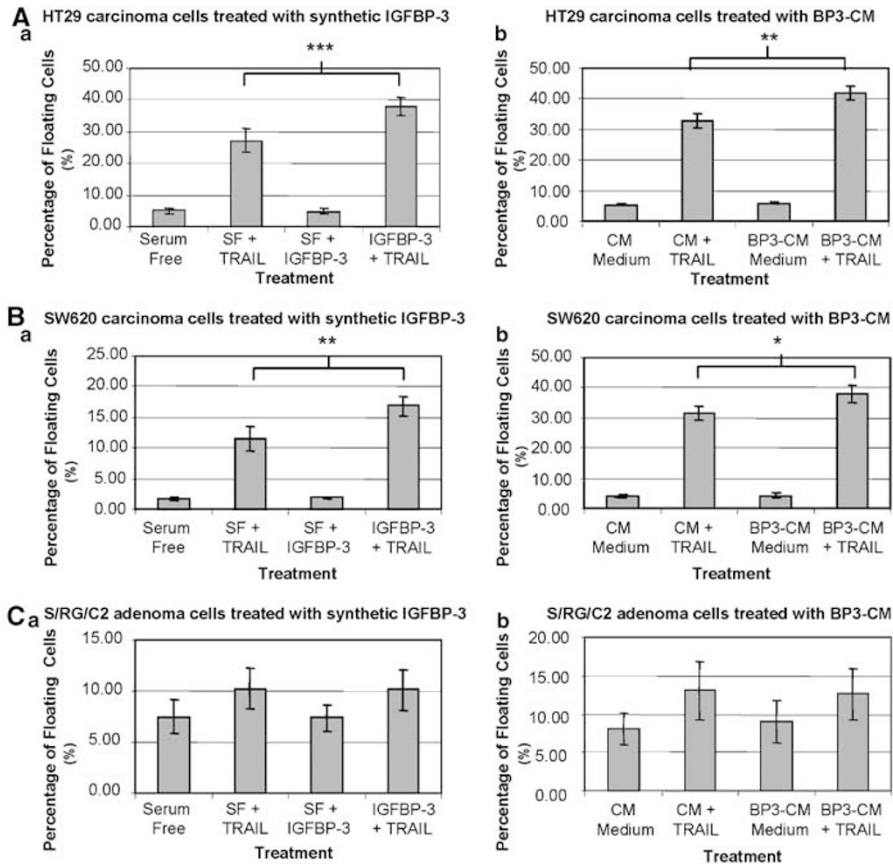 A
a
HT29 carcinoma cells treated with synthetic IGFBP-3
***
Percentage of Floating Cells
(%)
50.00
40.00
30.00
20.00
10.00
0.00
Serum
Free
SF +
TRAIL
SF +
IGFBP-3
IGFBP-3
+ TRAIL
Treatment
b
HT29 carcinoma cells treated with BP3-CM
**
Percentage of Floating Cells
(%)
50.00
40.00
30.00
20.00
10.00
0.00
CM
Medium
CM +
TRAIL
BP3-CM
Medium
BP3-CM
+ TRAIL
Treatment
B
a
SW620 carcinoma cells treated with synthetic IGFBP-3
**
Percentage of Floating Cells
(%)
25.00
20.00
15.00
10.00
5.00
0.00
Serum
Free
SF +
TRAIL
SF +
IGFBP-3
IGFBP-3
+ TRAIL
Treatment
b
SW620 carcinoma cells treated with BP3-CM
*
Percentage of Floating Cells
(%)
50.00
40.00
30.00
20.00
10.00
0.00
CM
Medium
CM +
TRAIL
BP3-CM
Medium
BP3-CM
+ TRAIL
Treatment
C
a
S/RG/C2 adenoma cells treated with synthetic IGFBP-3
Percentage of Floating Cells
(%)
15.00
10.00
5.00
0.00
Serum
Free
SF +
TRAIL
SF +
IGFBP-3
IGFBP-3
+ TRAIL
Treatment
b
S/RG/C2 adenoma cells treated with BP3-CM
Percentage of Floating Cells
(%)
20.00
15.00
10.00
5.00
0.00
CM
Medium
CM +
TRAIL
BP3-CM
Medium
BP3-CM
+ TRAIL
Treatment